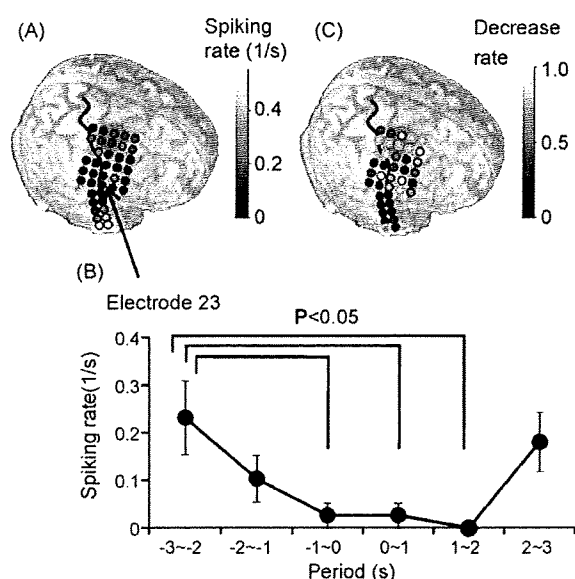 (A)
Spiking
rate (1/s)
0.4
0.2
0
(C)
Decrease
rate
1.0
0.5
0
(B)
Electrode 23
P<0.05
Spiking rate(1/s)
0.4
0.3
0.2
0.1
0
-3~-2 -2~-1 -1~0 0~1 1~2 2~3
Period (s)